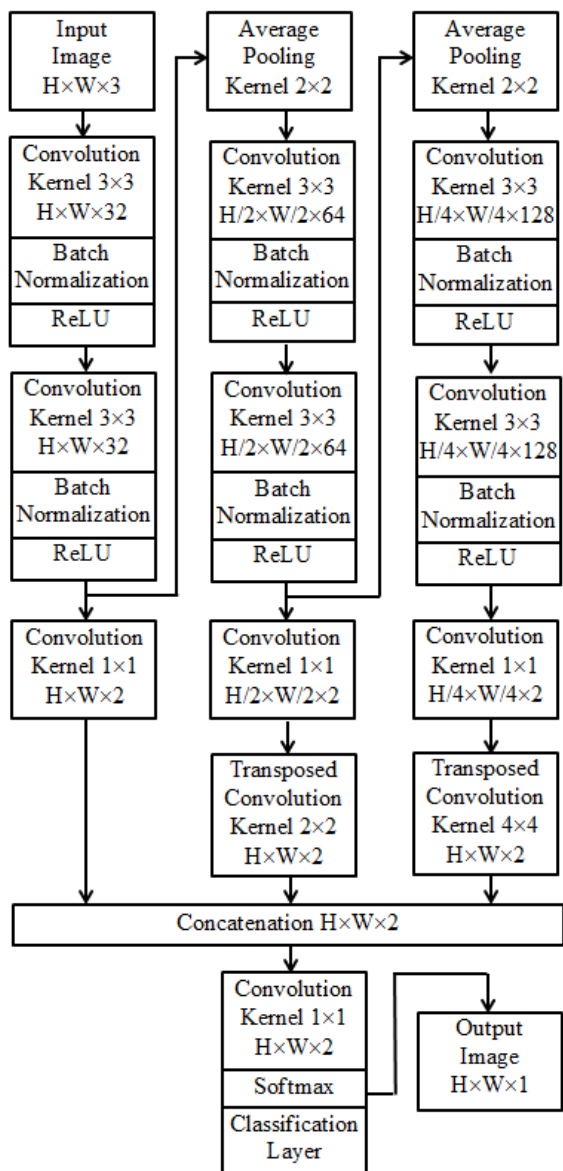 Input
Image
H×W×3
Convolution
Kernel 3×3
H×W×32
Batch
Normalization
ReLU
Convolution
Kernel 3×3
H×W×32
Batch
Normalization
ReLU
Convolution
Kernel 1×1
H×W×2
Average
Pooling
Kernel 2×2
Convolution
Kernel 3×3
H/2×W/2×64
Batch
Normalization
ReLU
Convolution
Kernel 3×3
H/2×W/2×64
Batch
Normalization
ReLU
Convolution
Kernel 1×1
H/2×W/2×2
Transposed
Convolution
Kernel 2×2
H×W×2
Average
Pooling
Kernel 2×2
Convolution
Kernel 3×3
H/4×W/4×128
Batch
Normalization
ReLU
Convolution
Kernel 3×3
H/4×W/4×128
Batch
Normalization
ReLU
Convolution
Kernel 1×1
H/4×W/4×2
Transposed
Convolution
Kernel 4×4
H×W×2
Concatenation H×W×2
Convolution
Kernel 1×1
H×W×2
Softmax
Classification
Layer
Output
Image
H×W×1